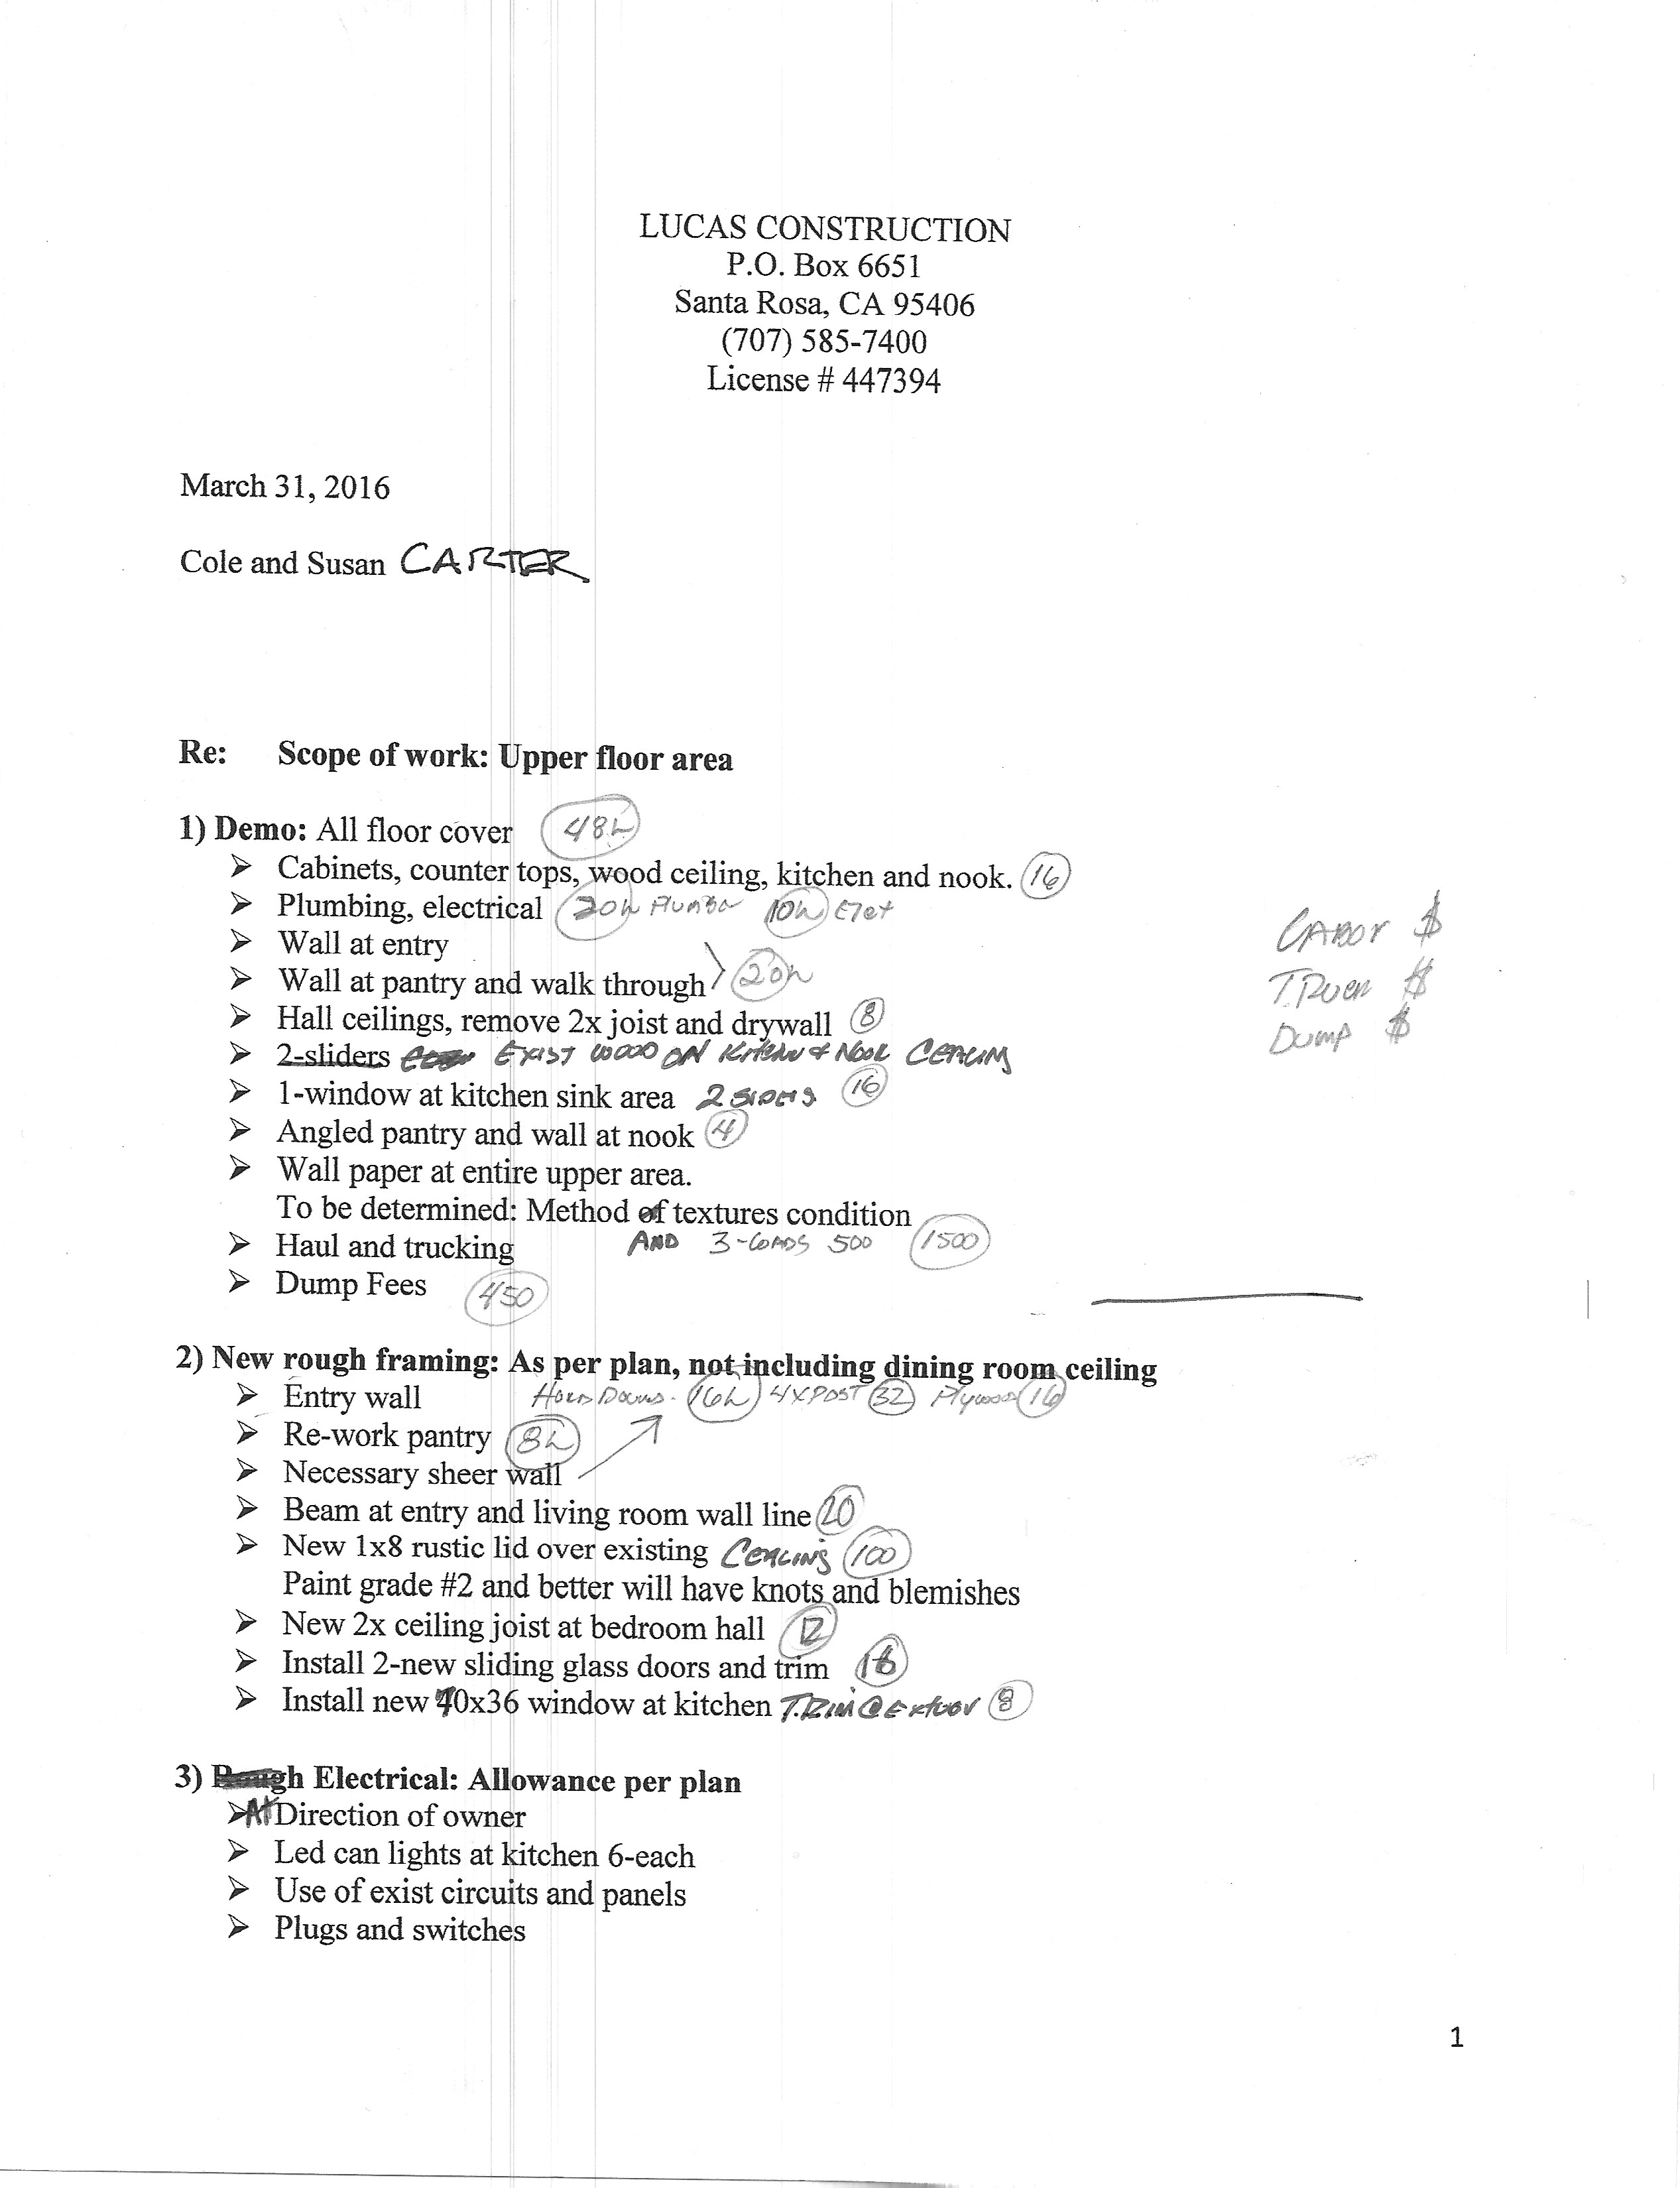 LUCAS CONSTRUCTION
P.O. Box 6651
Santa Rosa, CA 95406
(707) 585-7400
License # 447394
March 31, 2016
Cole and Susan CARTER
Re: Scope of work: Upper floor area
1) Demo: All floor cover 48h
➢ Cabinets, counter tops, wood ceiling, kitchen and nook. 16
➢ Plumbing, electrical 20h Plumber 10h Elet
➢ Wall at entry
➢ Wall at pantry and walk through 20h
LABOR $
TRUCK $
DUMP $
➢ Hall ceilings, remove 2x joist and drywall 8
➢ 2-sliders EXIST WOOD ON Kitchen & NOOK CEALING
➢ 1-window at kitchen sink area 2 16
➢ Angled pantry and wall at nook 4
➢ Wall paper at entire upper area.
To be determined: Method of textures condition
➢ Haul and trucking AND 3-LOADS 500 1500
➢ Dump Fees 450
2) New rough framing: As per plan, not including dining room ceiling
➢ Entry wall Hold Downs - 16h 4XPOST 32 Plywood 16
➢ Re-work pantry 8h
➢ Necessary sheer wall
➢ Beam at entry and living room wall line 20
➢ New 1x8 rustic lid over existing CEALING 100
Paint grade #2 and better will have knots and blemishes
➢ New 2x ceiling joist at bedroom hall 12
➢ Install 2-new sliding glass doors and trim 16
➢ Install new 70x36 window at kitchen TRIM @ Extuor 8
3) Rough Electrical: Allowance per plan
➢ At Direction of owner
➢ Led can lights at kitchen 6-each
➢ Use of exist circuits and panels
➢ Plugs and switches
1